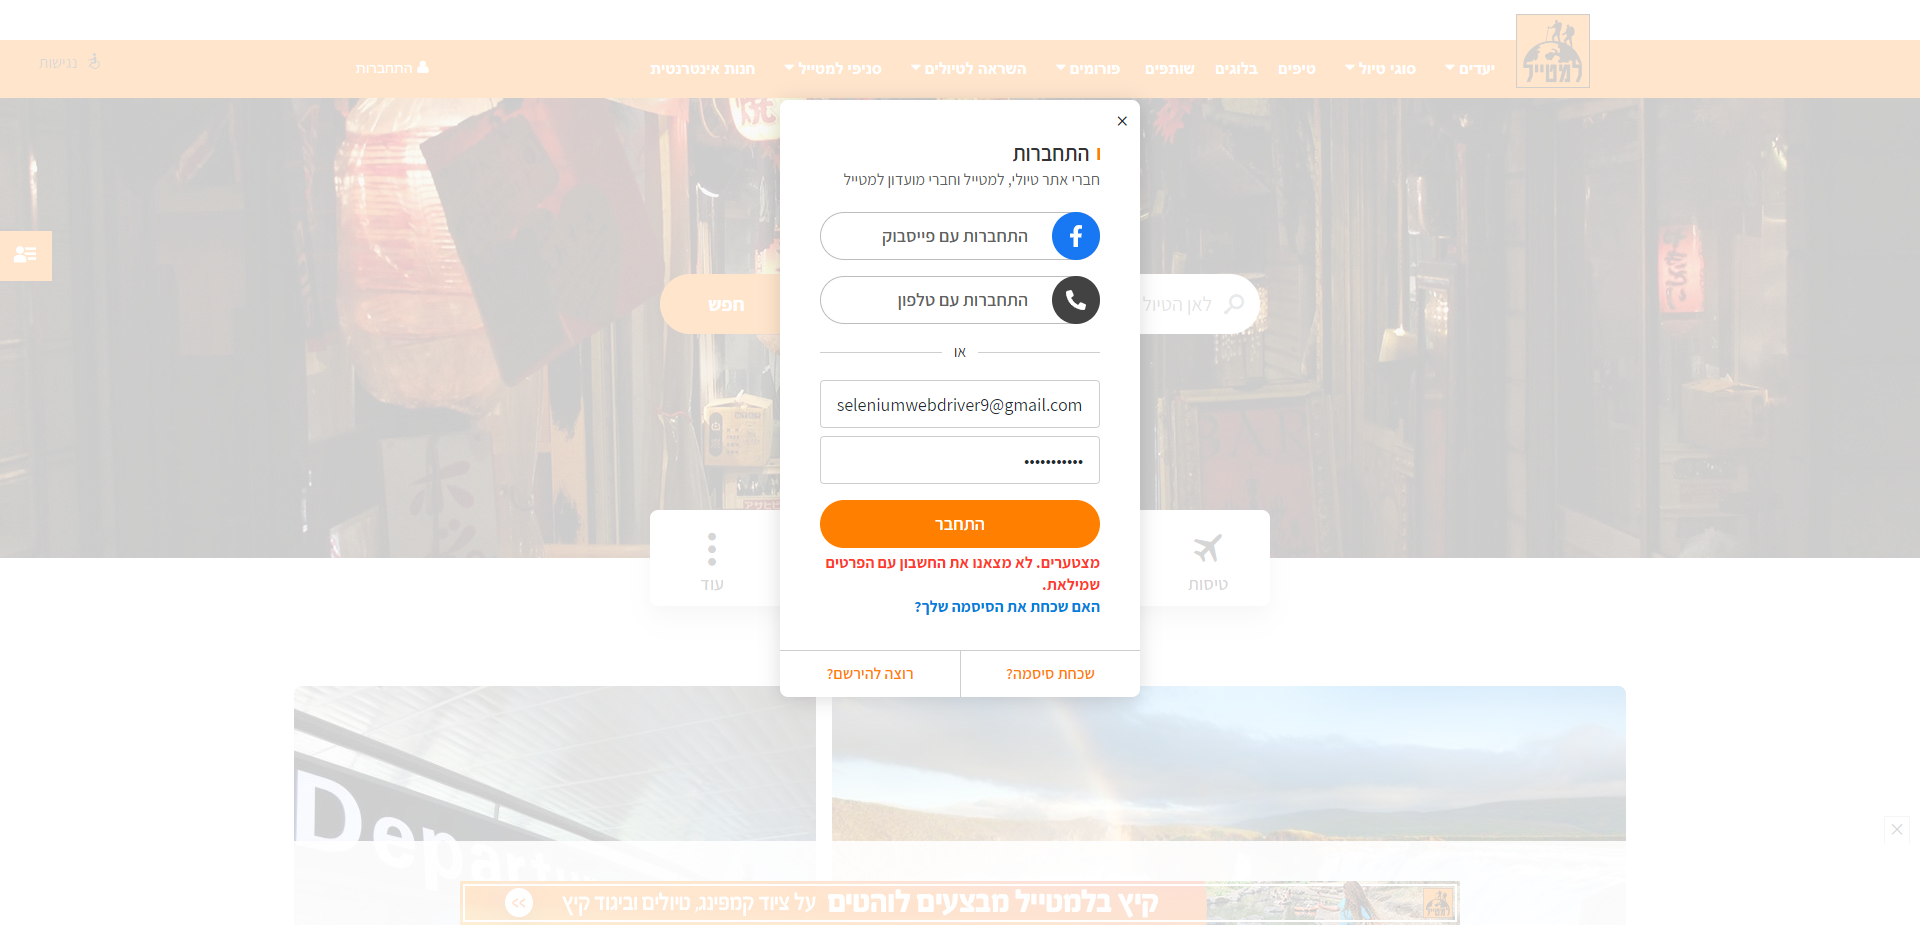 למטייל
יעדים
סוגי טיול
טיפים
בלוגים
שותפים
פורומים
השראה לטיולים
סניפי למטייל
חנות אינטרנטית
התחברות
נגישות
התחברות
חברי אתר טיולי, למטייל וחברי מועדון למטייל
התחברות עם פייסבוק
התחברות עם טלפון
או
seleniumwebdriver9@gmail.com
•••••••••••
התחבר
מצטערים. לא מצאנו את החשבון עם הפרטים
שמילאת.
האם שכחת את הסיסמה שלך?
שכחת סיסמה?
רוצה להירשם?
לאן הטיול
חפש
טיסות
עוד
Depart
קיץ בלמטייל מבצעים לוהטים על ציוד קמפינג, טיולים וביגוד קיץ